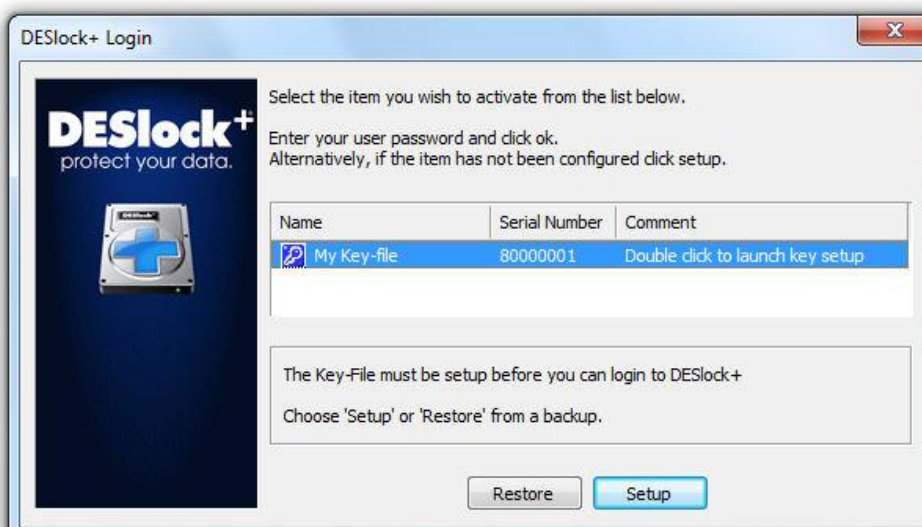 DESlock+ Login
DESlock+
protect your data.
DESlock+
Select the item you wish to activate from the list below.
Enter your user password and click ok.
Alternatively, if the item has not been configured click setup.
Name Serial Number Comment
My Key-file 80000001 Double click to launch key setup
The Key-File must be setup before you can login to DESlock+
Choose 'Setup' or 'Restore' from a backup.
Restore Setup